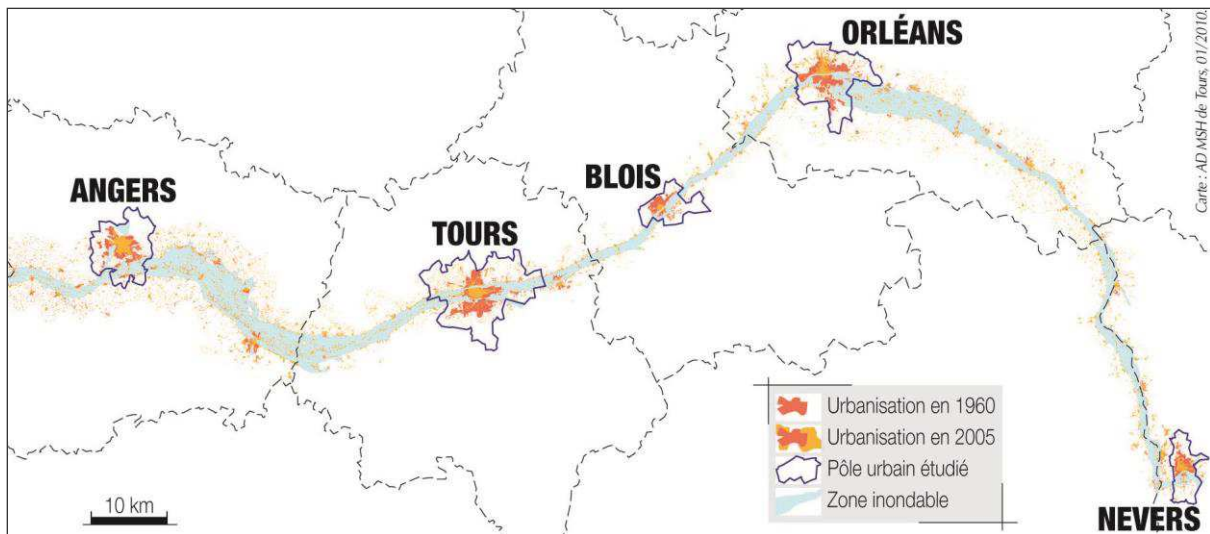 ORLÉANS
BLOIS
ANGERS
TOURS
NEVERS
Urbanisation en 1960
Urbanisation en 2005
Pôle urbain étudié
Zone inondable
10 km
Carte : AD MSH de Tours, 01/2010.